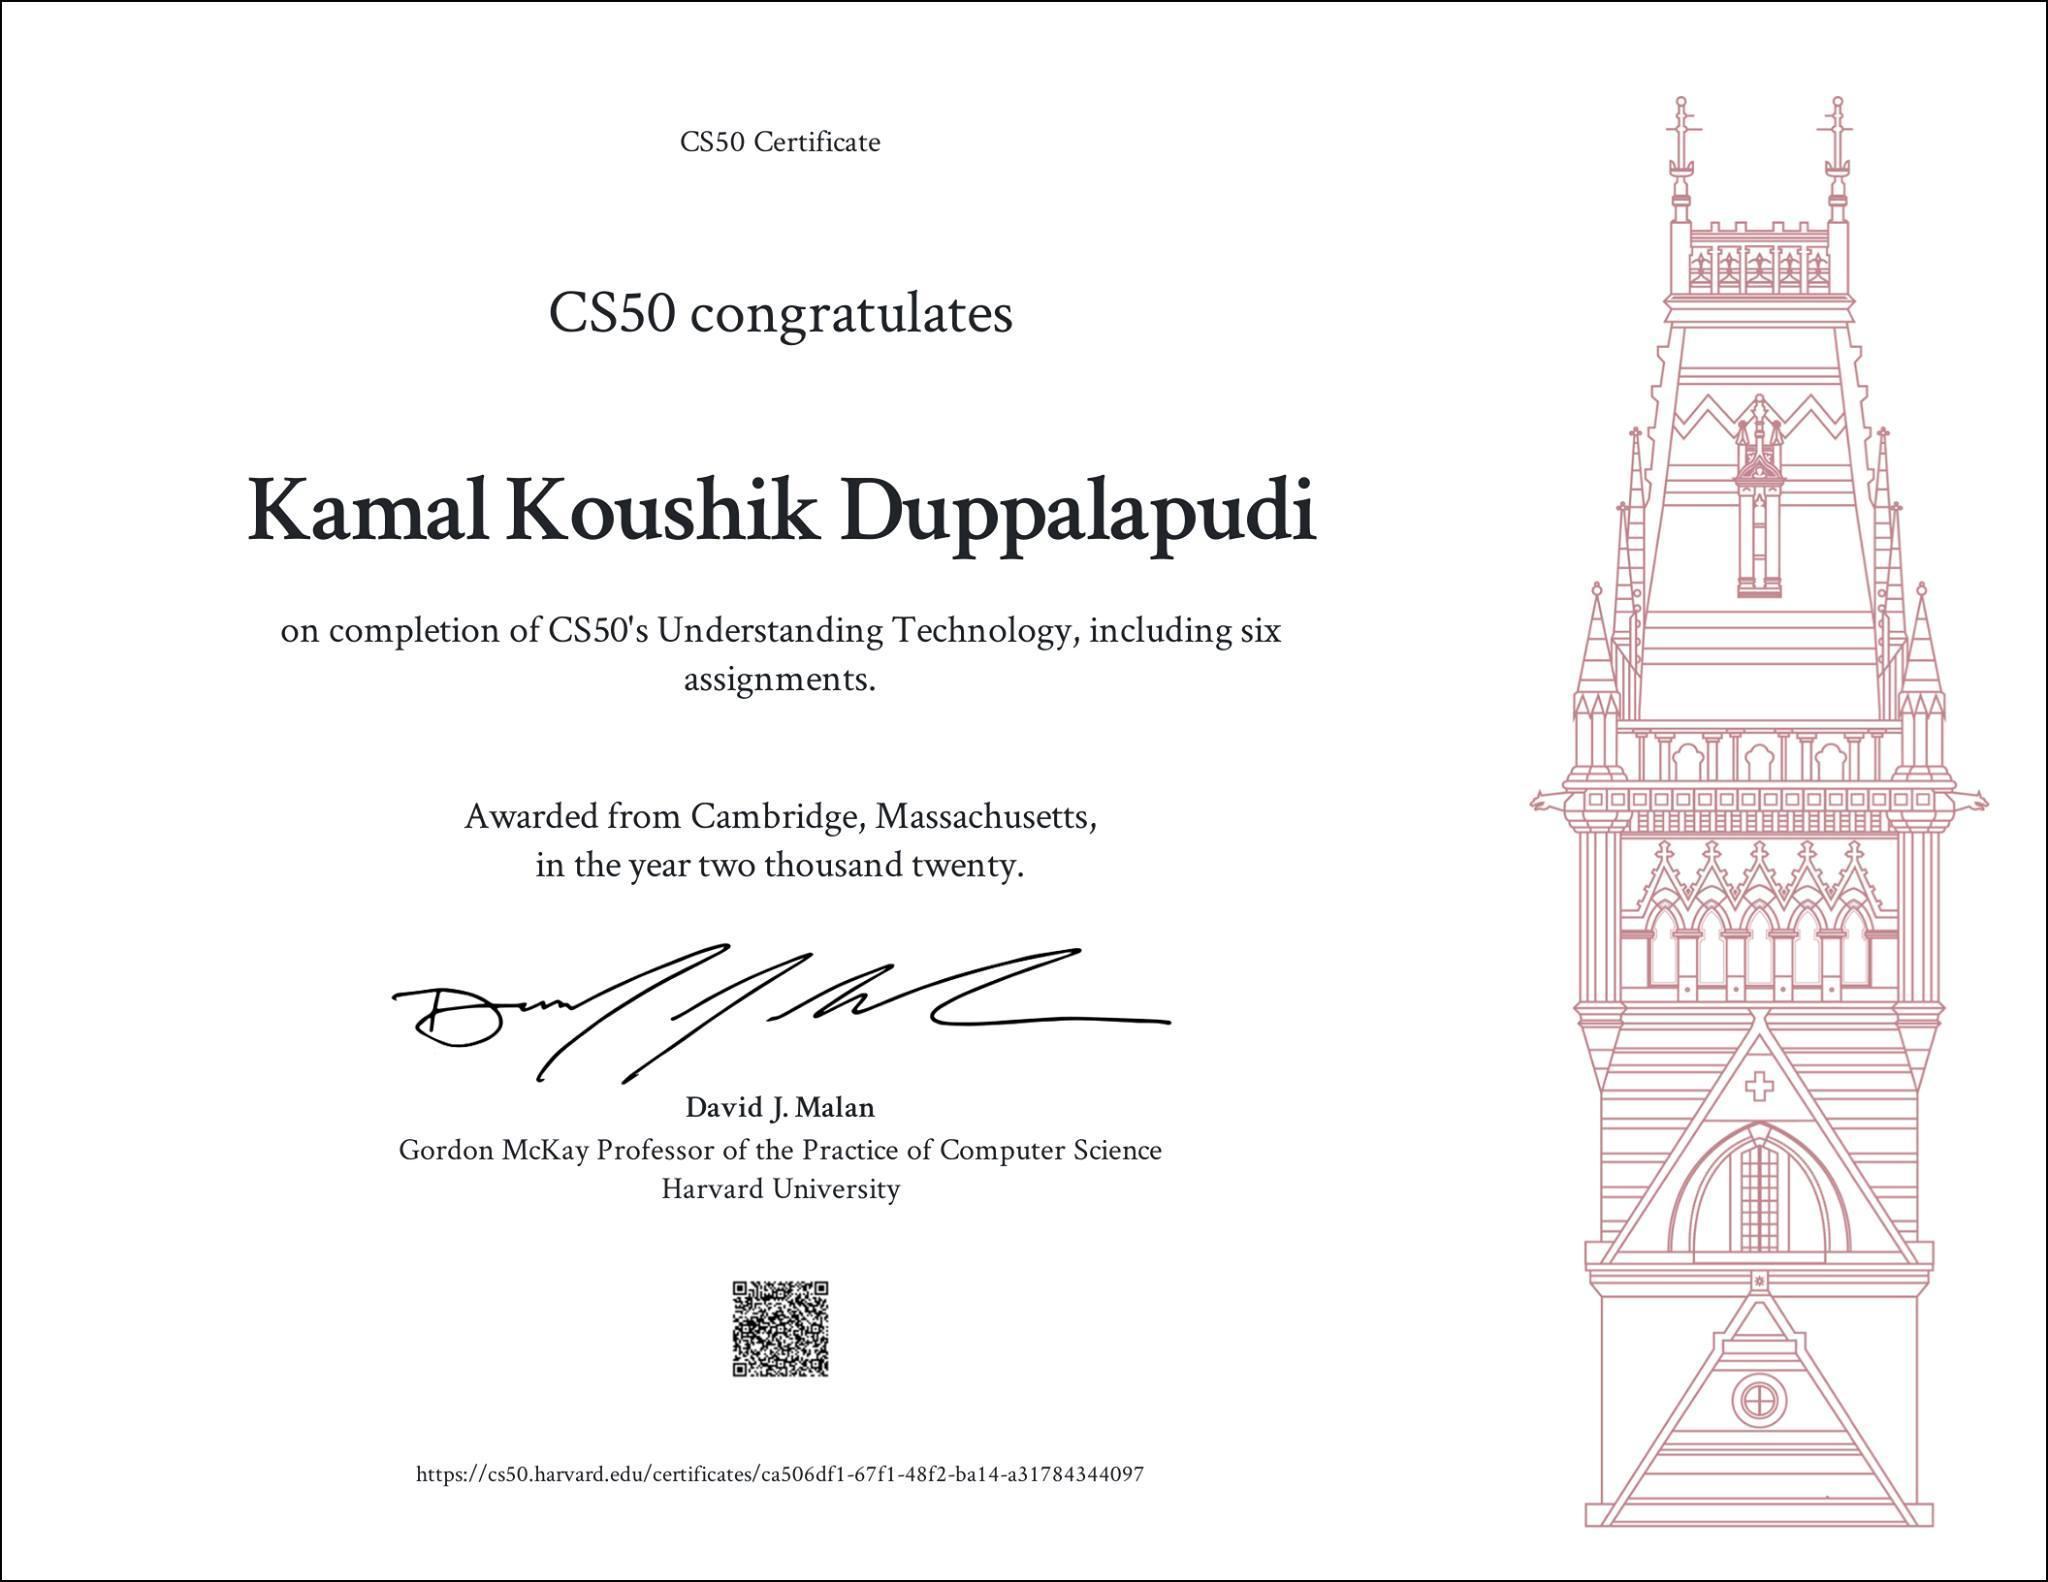 CS50 Certificate
CS50 congratulates
Kamal Koushik Duppalapudi
on completion of CS50's Understanding Technology, including six
assignments.
Awarded from Cambridge, Massachusetts,
in the year two thousand twenty.
David J. Malan
Gordon McKay Professor of the Practice of Computer Science
Harvard University
https://cs50.harvard.edu/certificates/ca506df1-67f1-48f2-ba14-a31784344097